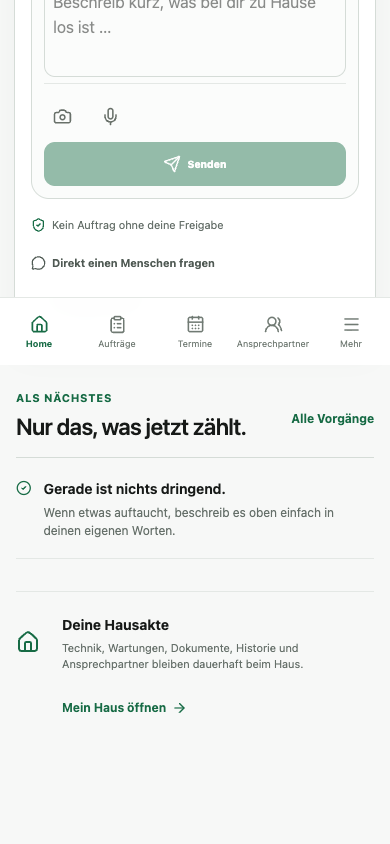 Beschreib kurz, was bei dir zu Hause
los ist ...
Senden
Kein Auftrag ohne deine Freigabe
Direkt einen Menschen fragen
Home
Aufträge
Termine
Ansprechpartner
Mehr
ALS NÄCHSTES
Nur das, was jetzt zählt.
Alle Vorgänge
Gerade ist nichts dringend.
Wenn etwas auftaucht, beschreib es oben einfach in
deinen eigenen Worten.
Deine Hausakte
Technik, Wartungen, Dokumente, Historie und
Ansprechpartner bleiben dauerhaft beim Haus.
Mein Haus öffnen